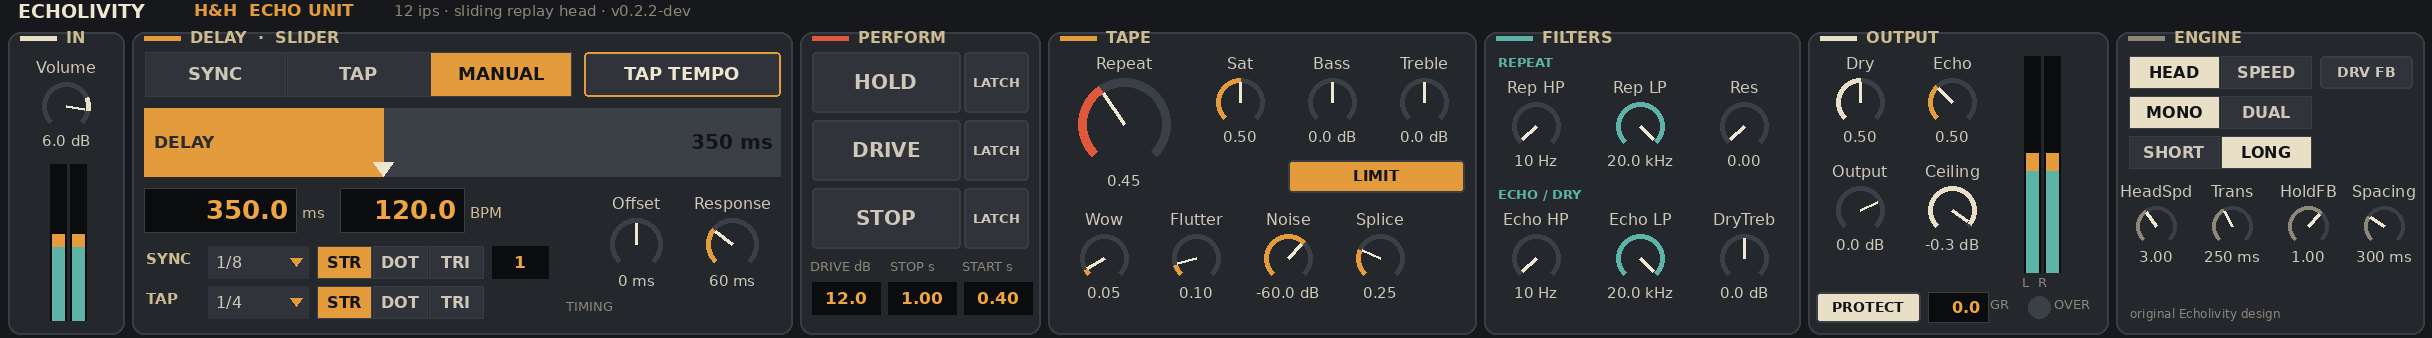 ECHOLIVITY H&H ECHO UNIT 12 ips · sliding replay head · v0.2.2-dev
IN
Volume
6.0 dB
DELAY · SLIDER
SYNC TAP MANUAL TAP TEMPO
DELAY 350 ms
350.0 ms 120.0 BPM
Offset Response
0 ms 60 ms
SYNC 1/8 STR DOT TRI 1
TAP 1/4 STR DOT TRI
TIMING
PERFORM
HOLD LATCH
DRIVE LATCH
STOP LATCH
DRIVE dB STOP s START s
12.0 1.00 0.40
TAPE
Repeat Sat Bass Treble
0.50 0.0 dB 0.0 dB
0.45
LIMIT
Wow Flutter Noise Splice
0.05 0.10 -60.0 dB 0.25
FILTERS
REPEAT
Rep HP Rep LP Res
10 Hz 20.0 kHz 0.00
ECHO / DRY
Echo HP Echo LP DryTreb
10 Hz 20.0 kHz 0.0 dB
OUTPUT
Dry Echo
0.50 0.50
Output Ceiling
0.0 dB -0.3 dB
L R
PROTECT 0.0 GR OVER
ENGINE
HEAD SPEED DRV FB
MONO DUAL
SHORT LONG
HeadSpd Trans HoldFB Spacing
3.00 250 ms 1.00 300 ms
original Echolivity design